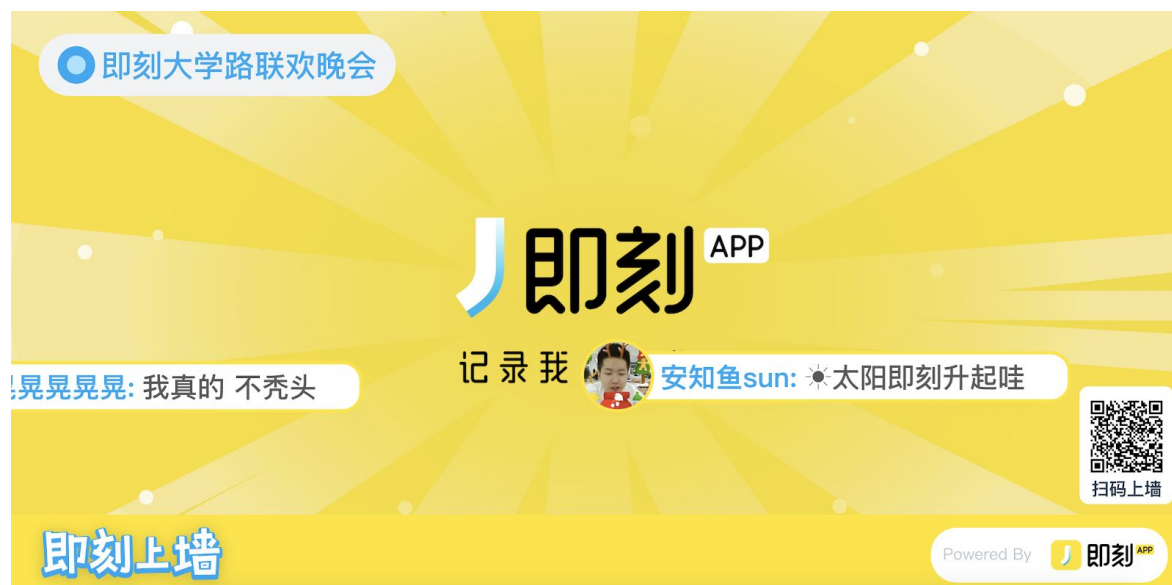 即刻大学路联欢晚会
即刻 APP
记录我
晃晃晃晃: 我真的 不秃头
安知鱼sun: ☀太阳即刻升起哇
扫码上墙
即刻上墙
Powered By 即刻 APP